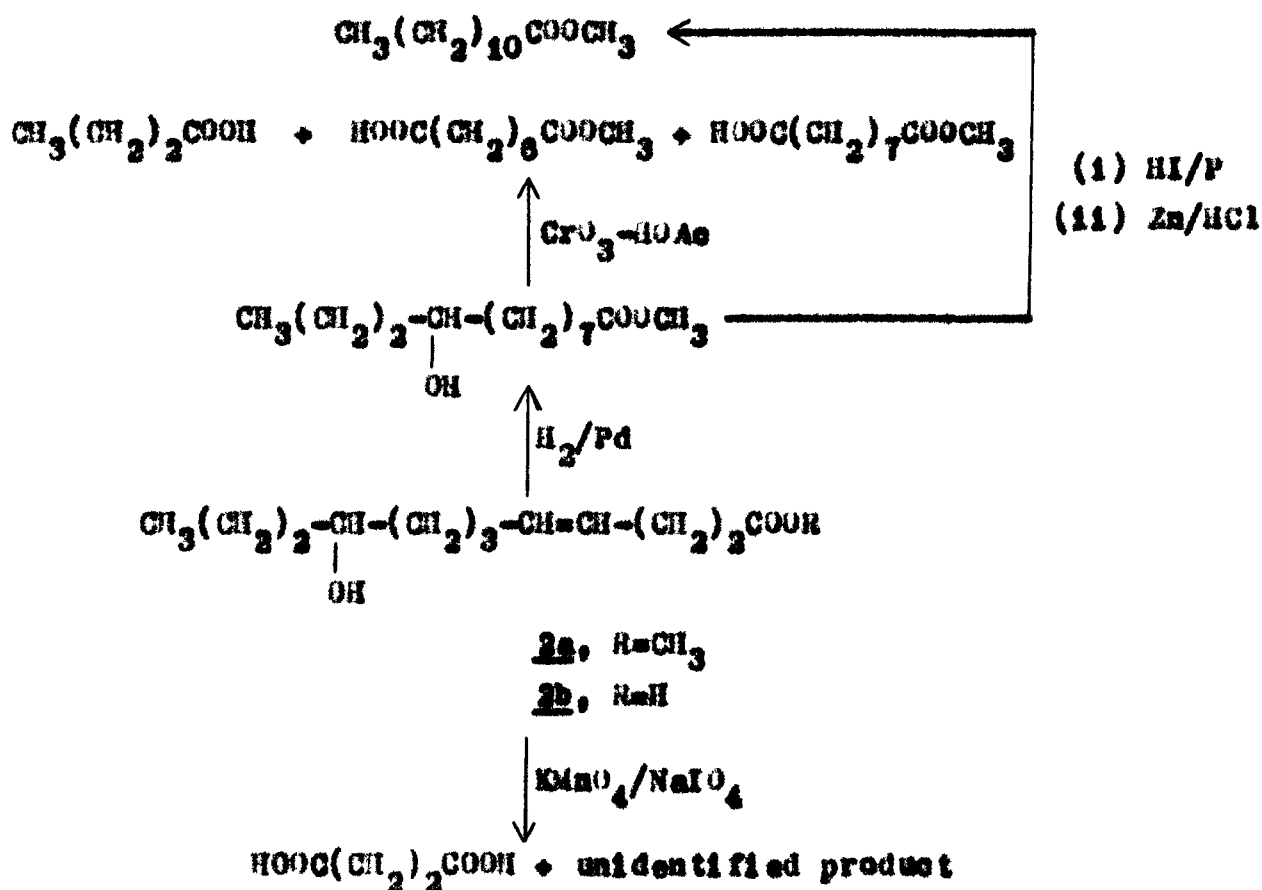 CH₃(CH₂)₁₀COOCH₃
CH₃(CH₂)₂COOH + HOOC(CH₂)₆COOCH₃ + HOOC(CH₂)₇COOCH₃
(i) HI/P
(ii) Zn/HCl
CrO₃-HOAc
CH₃(CH₂)₂-CH-(CH₂)₇COOCH₃
OH
H₂/Pd
CH₃(CH₂)₂-CH-(CH₂)₃-CH=CH-(CH₂)₂COOR
OH
2a, R=CH₃
2b, R=H
KMnO₄/NaIO₄
HOOC(CH₂)₂COOH + unidentified product